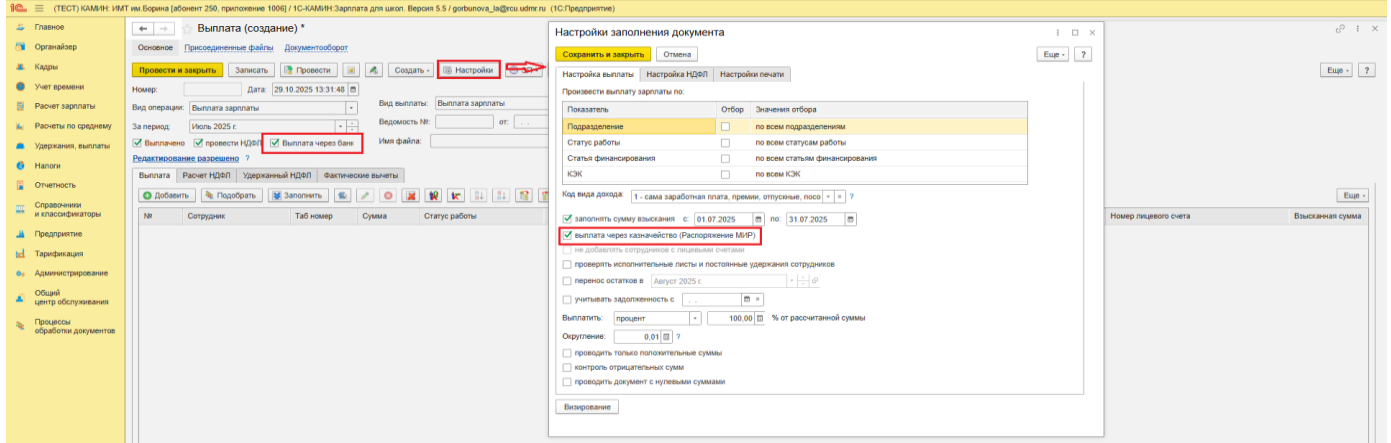 (ТЕСТ) КАМИН: ИМТ им.Борина [абонент 250, приложение 1006] / 1С-КАМИН:Зарплата для школ. Версия 5.5 / gorbunova_la@rcu.udmr.ru (1С:Предприятие)
Главное
Органайзер
Кадры
Учет времени
Расчет зарплаты
Расчеты по среднему
Удержания, выплаты
Налоги
Отчетность
Справочники
и классификаторы
Предприятие
Тарификация
Администрирование
Общий
центр обслуживания
Процессы
обработки документов
Выплата (создание) *
Основное Присоединенные файлы Документооборот
Провести и закрыть Записать Провести Создать Настройки
Еще ?
Номер: Дата: 29.10.2025 13:31:48
Вид операции: Выплата зарплаты Вид выплаты: Выплата зарплаты
За период: Июль 2025 г. Ведомость №: от: . .
Выплачено провести НДФЛ Выплата через банк Имя файла:
Редактирование разрешено ?
Выплата Расчет НДФЛ Удержанный НДФЛ Фактические вычеты
Добавить Подобрать Заполнить
Еще
№ Сотрудник Таб номер Сумма Статус работы
Номер лицевого счета Взысканная сумма
Настройки заполнения документа
Сохранить и закрыть Отмена Еще ?
Настройка выплаты Настройка НДФЛ Настройки печати
Произвести выплату зарплаты по:
Показатель Отбор Значения отбора
Подразделение по всем подразделениям
Статус работы по всем статусам работы
Статья финансирования по всем статьям финансирования
КЭК по всем КЭК
Код вида дохода: 1 - сама заработная плата, премии, отпускные, посо ?
заполнять сумму взыскания с: 01.07.2025 по: 31.07.2025
выплата через казначейство (Распоряжение МИР)
не добавлять сотрудников с лицевыми счетами
проверять исполнительные листы и постоянные удержания сотрудников
перенос остатков в Август 2025 г.
учитывать задолженность с . .
Выплатить: процент 100,00 % от рассчитанной суммы
Округление: 0,01 ?
проводить только положительные суммы
контроль отрицательных сумм
проводить документ с нулевыми суммами
Визирование